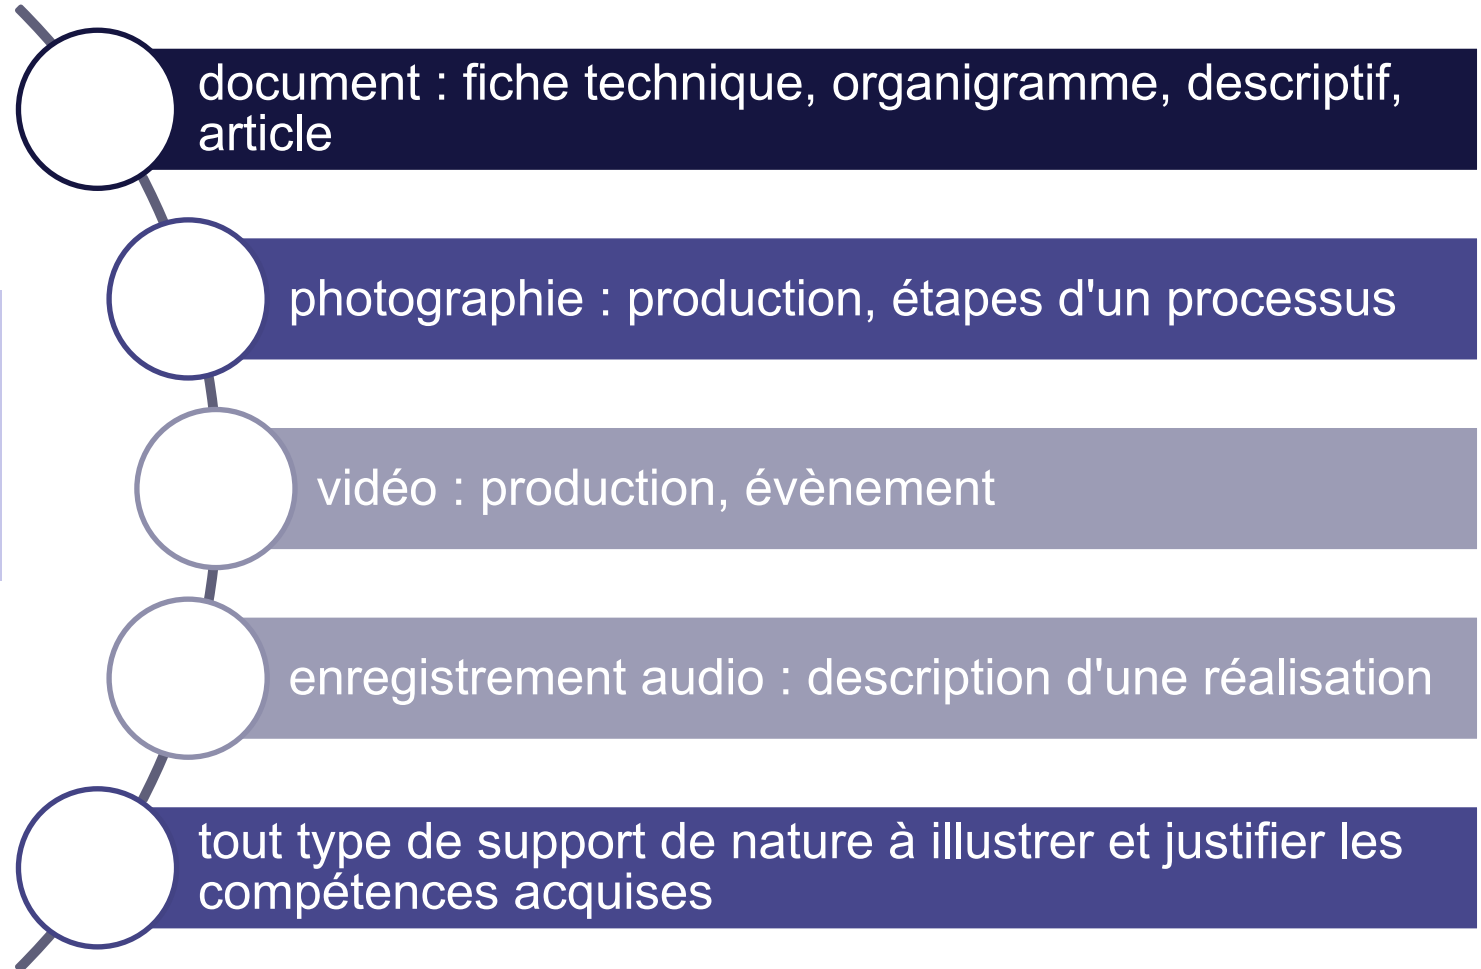 document : fiche technique, organigramme, descriptif,
article
photographie : production, étapes d'un processus
vidéo : production, évènement
enregistrement audio : description d'une réalisation
tout type de support de nature à illustrer et justifier les
compétences acquises